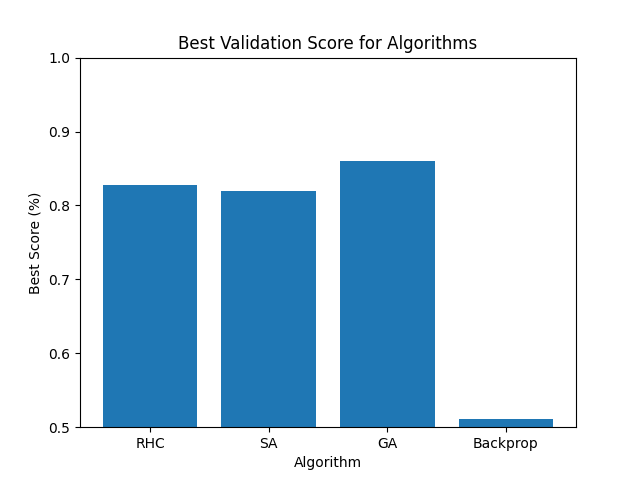 Best Validation Score for Algorithms
Best Score (%)
1.0
0.9
0.8
0.7
0.6
0.5
RHC
SA
GA
Backprop
Algorithm